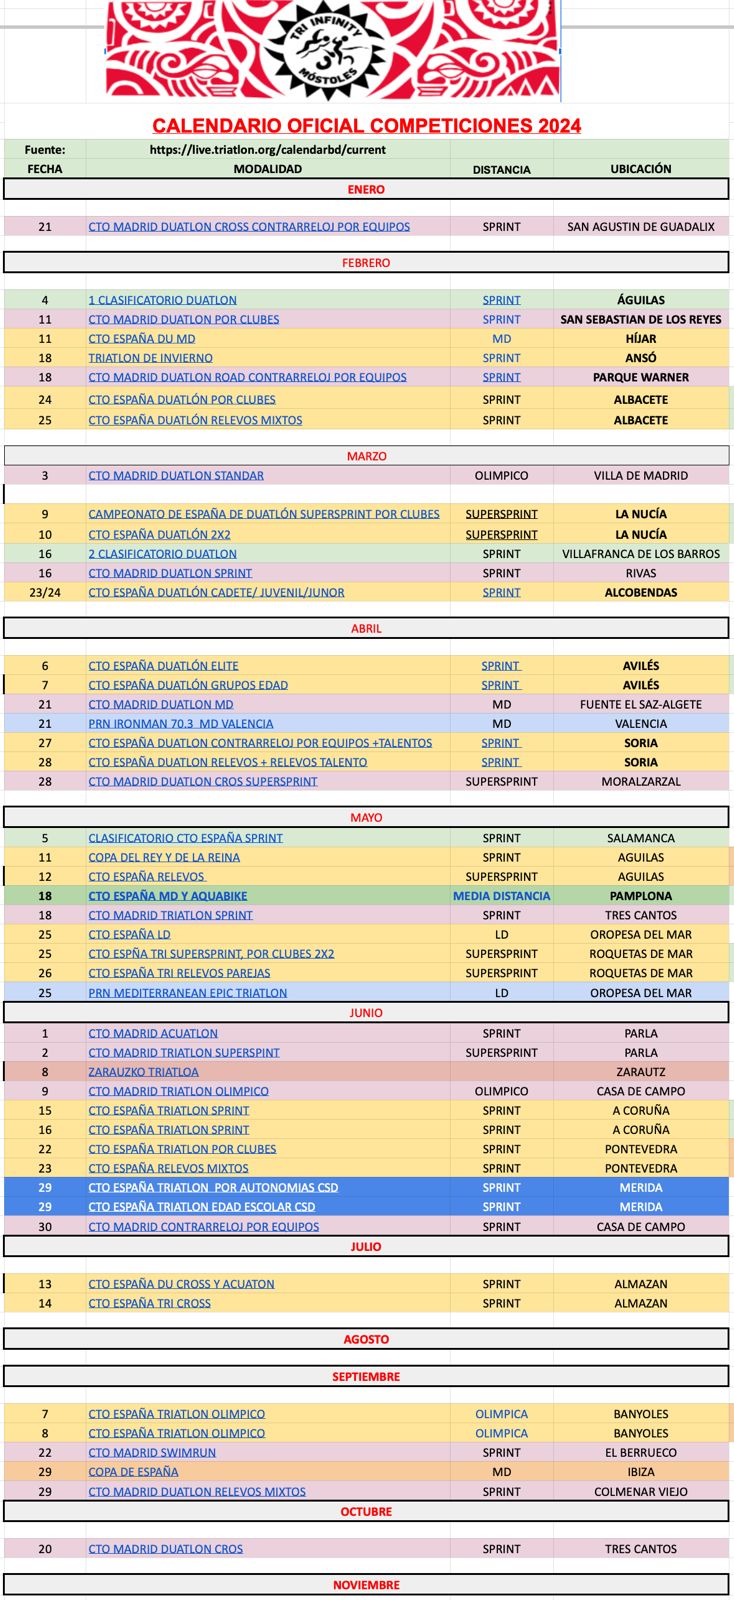 TRI INFINITY
MÓSTOLES
CALENDARIO OFICIAL COMPETICIONES 2024
Fuente: https://live.triatlon.org/calendarbd/current
FECHA MODALIDAD DISTANCIA UBICACIÓN
ENERO
21 CTO MADRID DUATLON CROSS CONTRARRELOJ POR EQUIPOS SPRINT SAN AGUSTIN DE GUADALIX
FEBRERO
4 1 CLASIFICATORIO DUATLON SPRINT ÁGUILAS
11 CTO MADRID DUATLON POR CLUBES SPRINT SAN SEBASTIAN DE LOS REYES
11 CTO ESPAÑA DU MD MD HÍJAR
18 TRIATLON DE INVIERNO SPRINT ANSÓ
18 CTO MADRID DUATLON ROAD CONTRARRELOJ POR EQUIPOS SPRINT PARQUE WARNER
24 CTO ESPAÑA DUATLÓN POR CLUBES SPRINT ALBACETE
25 CTO ESPAÑA DUATLÓN RELEVOS MIXTOS SPRINT ALBACETE
MARZO
3 CTO MADRID DUATLON STANDAR OLIMPICO VILLA DE MADRID
9 CAMPEONATO DE ESPAÑA DE DUATLÓN SUPERSPRINT POR CLUBES SUPERSPRINT LA NUCÍA
10 CTO ESPAÑA DUATLÓN 2X2 SUPERSPRINT LA NUCÍA
16 2 CLASIFICATORIO DUATLON SPRINT VILLAFRANCA DE LOS BARROS
16 CTO MADRID DUATLON SPRINT SPRINT RIVAS
23/24 CTO ESPAÑA DUATLÓN CADETE/ JUVENIL/JUNOR SPRINT ALCOBENDAS
ABRIL
6 CTO ESPAÑA DUATLÓN ELITE SPRINT AVILÉS
7 CTO ESPAÑA DUATLÓN GRUPOS EDAD SPRINT AVILÉS
21 CTO MADRID DUATLON MD MD FUENTE EL SAZ-ALGETE
21 PRN IRONMAN 70.3 MD VALENCIA MD VALENCIA
27 CTO ESPAÑA DUATLON CONTRARRELOJ POR EQUIPOS +TALENTOS SPRINT SORIA
28 CTO ESPAÑA DUATLON RELEVOS + RELEVOS TALENTO SPRINT SORIA
28 CTO MADRID DUATLON CROS SUPERSPRINT SUPERSPRINT MORALZARZAL
MAYO
5 CLASIFICATORIO CTO ESPAÑA SPRINT SPRINT SALAMANCA
11 COPA DEL REY Y DE LA REINA SPRINT AGUILAS
12 CTO ESPAÑA RELEVOS SUPERSPRINT AGUILAS
18 CTO ESPAÑA MD Y AQUABIKE MEDIA DISTANCIA PAMPLONA
18 CTO MADRID TRIATLON SPRINT SPRINT TRES CANTOS
25 CTO ESPAÑA LD LD OROPESA DEL MAR
25 CTO ESPÑA TRI SUPERSPRINT, POR CLUBES 2X2 SUPERSPRINT ROQUETAS DE MAR
26 CTO ESPAÑA TRI RELEVOS PAREJAS SUPERSPRINT ROQUETAS DE MAR
25 PRN MEDITERRANEAN EPIC TRIATLON LD OROPESA DEL MAR
JUNIO
1 CTO MADRID ACUATLON SPRINT PARLA
2 CTO MADRID TRIATLON SUPERSPINT SUPERSPRINT PARLA
8 ZARAUZKO TRIATLOA ZARAUTZ
9 CTO MADRID TRIATLON OLIMPICO OLIMPICO CASA DE CAMPO
15 CTO ESPAÑA TRIATLON SPRINT SPRINT A CORUÑA
16 CTO ESPAÑA TRIATLON SPRINT SPRINT A CORUÑA
22 CTO ESPAÑA TRIATLON POR CLUBES SPRINT PONTEVEDRA
23 CTO ESPAÑA RELEVOS MIXTOS SPRINT PONTEVEDRA
29 CTO ESPAÑA TRIATLON POR AUTONOMIAS CSD SPRINT MERIDA
29 CTO ESPAÑA TRIATLON EDAD ESCOLAR CSD SPRINT MERIDA
30 CTO MADRID CONTRARRELOJ POR EQUIPOS SPRINT CASA DE CAMPO
JULIO
13 CTO ESPAÑA DU CROSS Y ACUATON SPRINT ALMAZAN
14 CTO ESPAÑA TRI CROSS SPRINT ALMAZAN
AGOSTO
SEPTIEMBRE
7 CTO ESPAÑA TRIATLON OLIMPICO OLIMPICA BANYOLES
8 CTO ESPAÑA TRIATLON OLIMPICO OLIMPICA BANYOLES
22 CTO MADRID SWIMRUN SPRINT EL BERRUECO
29 COPA DE ESPAÑA MD IBIZA
29 CTO MADRID DUATLON RELEVOS MIXTOS SPRINT COLMENAR VIEJO
OCTUBRE
20 CTO MADRID DUATLON CROS SPRINT TRES CANTOS
NOVIEMBRE